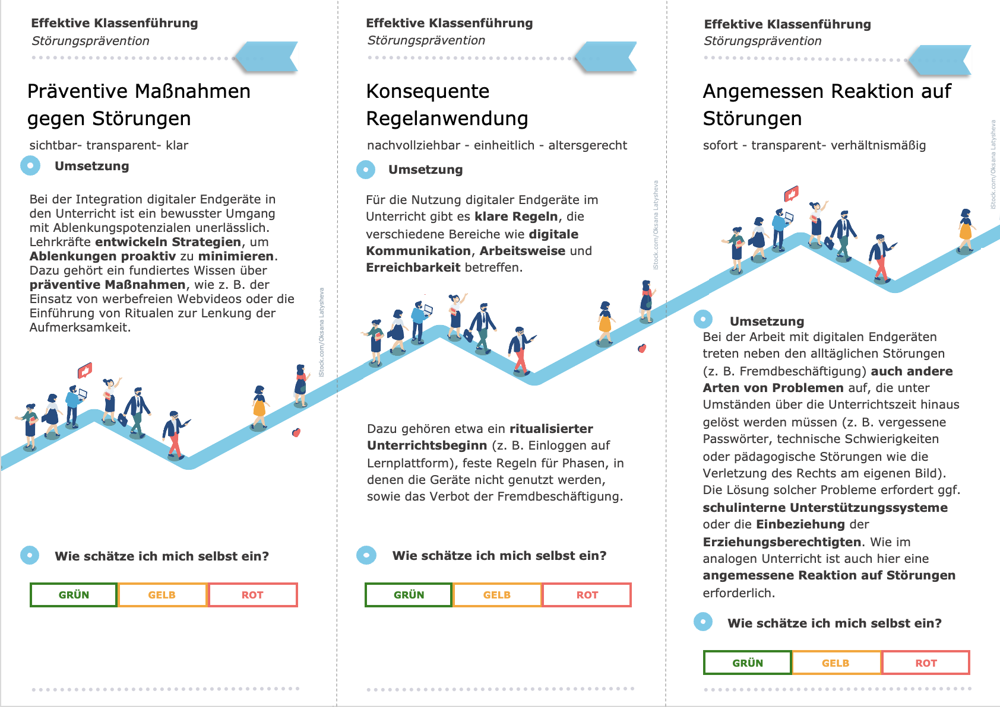 Effektive Klassenführung
Störungsprävention
Präventive Maßnahmen
gegen Störungen
sichtbar- transparent- klar
Umsetzung
Bei der Integration digitaler Endgeräte in
den Unterricht ist ein bewusster Umgang
mit Ablenkungspotenzialen unerlässlich.
Lehrkräfte entwickeln Strategien, um
Ablenkungen proaktiv zu minimieren.
Dazu gehört ein fundiertes Wissen über
präventive Maßnahmen, wie z. B. der
Einsatz von werbefreien Webvideos oder die
Einführung von Ritualen zur Lenkung der
Aufmerksamkeit.
iStock.com/Oksana Latysheva
Wie schätze ich mich selbst ein?
GRÜN
GELB
ROT
Effektive Klassenführung
Störungsprävention
Konsequente
Regelanwendung
nachvollziehbar - einheitlich - altersgerecht
Umsetzung
Für die Nutzung digitaler Endgeräte im
Unterricht gibt es klare Regeln, die
verschiedene Bereiche wie digitale
Kommunikation, Arbeitsweise und
Erreichbarkeit betreffen.
iStock.com/Oksana Latysheva
Dazu gehören etwa ein ritualisierter
Unterrichtsbeginn (z. B. Einloggen auf
Lernplattform), feste Regeln für Phasen, in
denen die Geräte nicht genutzt werden,
sowie das Verbot der Fremdbeschäftigung.
Wie schätze ich mich selbst ein?
GRÜN
GELB
ROT
Effektive Klassenführung
Störungsprävention
Angemessen Reaktion auf
Störungen
sofort - transparent- verhältnismäßig
iStock.com/Oksana Latysheva
Umsetzung
Bei der Arbeit mit digitalen Endgeräten
treten neben den alltäglichen Störungen
(z. B. Fremdbeschäftigung) auch andere
Arten von Problemen auf, die unter
Umständen über die Unterrichtszeit hinaus
gelöst werden müssen (z. B. vergessene
Passwörter, technische Schwierigkeiten
oder pädagogische Störungen wie die
Verletzung des Rechts am eigenen Bild).
Die Lösung solcher Probleme erfordert ggf.
schulinterne Unterstützungssysteme
oder die Einbeziehung der
Erziehungsberechtigten. Wie im
analogen Unterricht ist auch hier eine
angemessene Reaktion auf Störungen
erforderlich.
Wie schätze ich mich selbst ein?
GRÜN
GELB
ROT